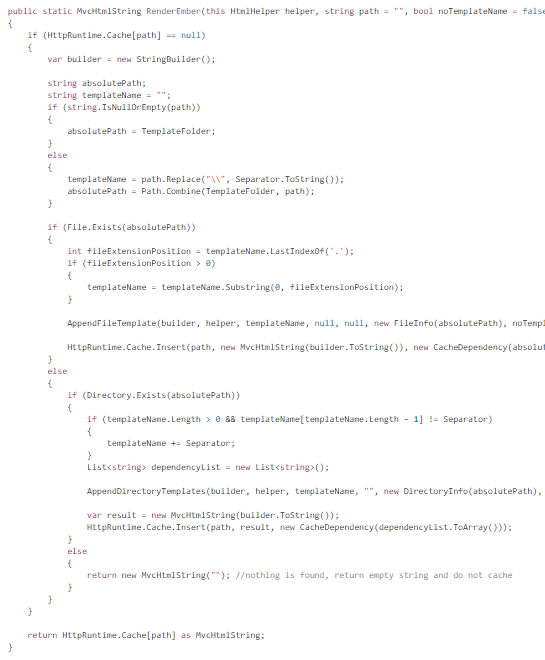 public static MvcHtmlString RenderEmber(this HtmlHelper helper, string path = "", bool noTemplateName = false
{
    if (HttpRuntime.Cache[path] == null)
    {
        var builder = new StringBuilder();

        string absolutePath;
        string templateName = "";
        if (string.IsNullOrEmpty(path))
        {
            absolutePath = TemplateFolder;
        }
        else
        {
            templateName = path.Replace("\\", Separator.ToString());
            absolutePath = Path.Combine(TemplateFolder, path);
        }

        if (File.Exists(absolutePath))
        {
            int fileExtensionPosition = templateName.LastIndexOf('.');
            if (fileExtensionPosition > 0)
            {
                templateName = templateName.Substring(0, fileExtensionPosition);
            }

            AppendFileTemplate(builder, helper, templateName, null, null, new FileInfo(absolutePath), noTempl

            HttpRuntime.Cache.Insert(path, new MvcHtmlString(builder.ToString()), new CacheDependency(absolut
        }
        else
        {
            if (Directory.Exists(absolutePath))
            {
                if (templateName.Length > 0 && templateName[templateName.Length - 1] != Separator)
                {
                    templateName += Separator;
                }
                List<string> dependencyList = new List<string>();

                AppendDirectoryTemplates(builder, helper, templateName, "", new DirectoryInfo(absolutePath),

                var result = new MvcHtmlString(builder.ToString());
                HttpRuntime.Cache.Insert(path, result, new CacheDependency(dependencyList.ToArray()));
            }
            else
            {
                return new MvcHtmlString(""); //nothing is found, return empty string and do not cache
            }
        }
    }

    return HttpRuntime.Cache[path] as MvcHtmlString;
}